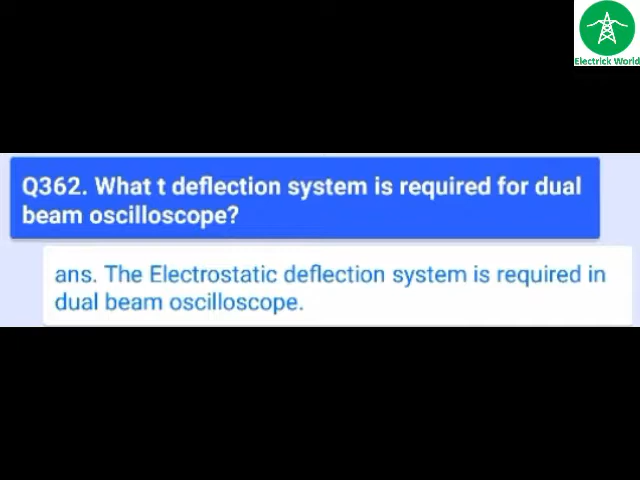 Electrick World
Q362. What t deflection system is required for dual
beam oscilloscope?
ans. The Electrostatic deflection system is required in
dual beam oscilloscope.